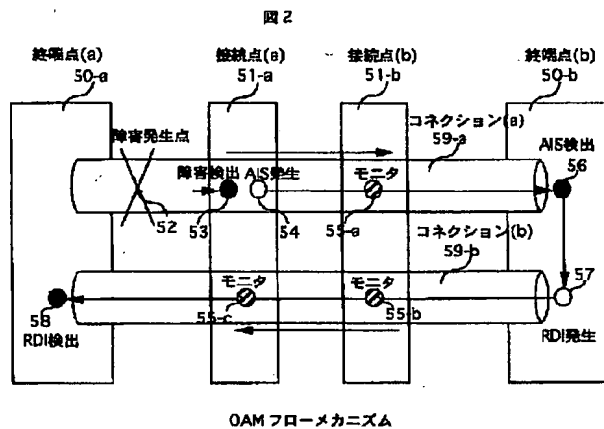 図2
終端点(a)
50-a
接続点(a)
51-a
接続点(b)
51-b
終端点(b)
50-b
障害発生点
52
コネクション(a)
59-a
障害検出
53
AIS発生
54
モニタ
55-a
AIS検出
56
コネクション(b)
59-b
モニタ
55-c
55-b
57
RDI発生
58
RDI検出
OAMフローメカニズム